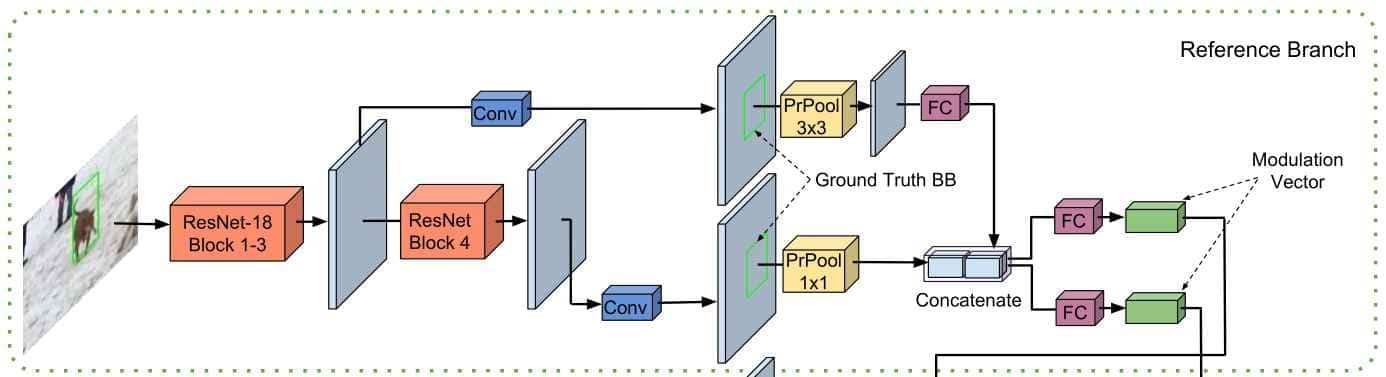 Reference Branch
Conv
PrPool
3x3
FC
Ground Truth BB
Modulation
Vector
ResNet-18
Block 1-3
ResNet
Block 4
FC
PrPool
1x1
Concatenate
Conv
FC